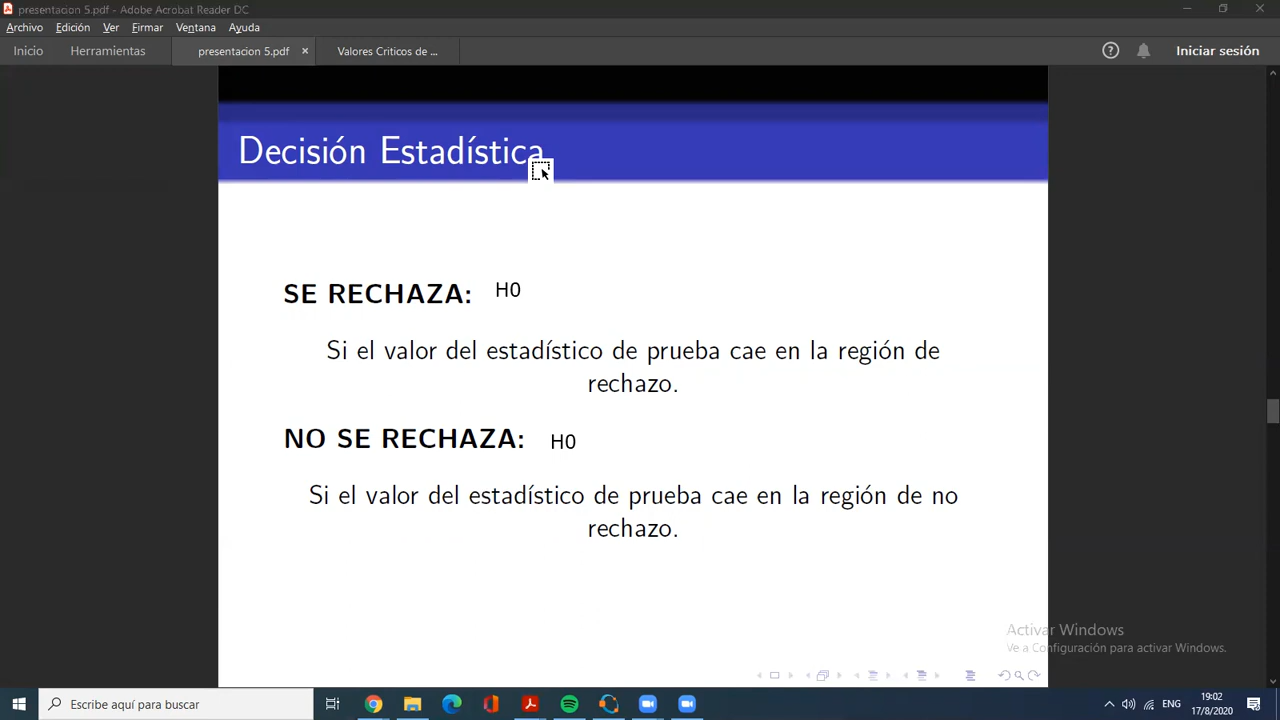 presentacion 5.pdf - Adobe Acrobat Reader DC
Archivo Edición Ver Firmar Ventana Ayuda
Inicio Herramientas presentacion 5.pdf × Valores Criticos de ... Iniciar sesión
Decisión Estadística
SE RECHAZA: H0
Si el valor del estadístico de prueba cae en la región de
rechazo.
NO SE RECHAZA: H0
Si el valor del estadístico de prueba cae en la región de no
rechazo.
Activar Windows
Ve a Configuración para activar Windows.
Escribe aquí para buscar
ENG
19:02
17/8/2020